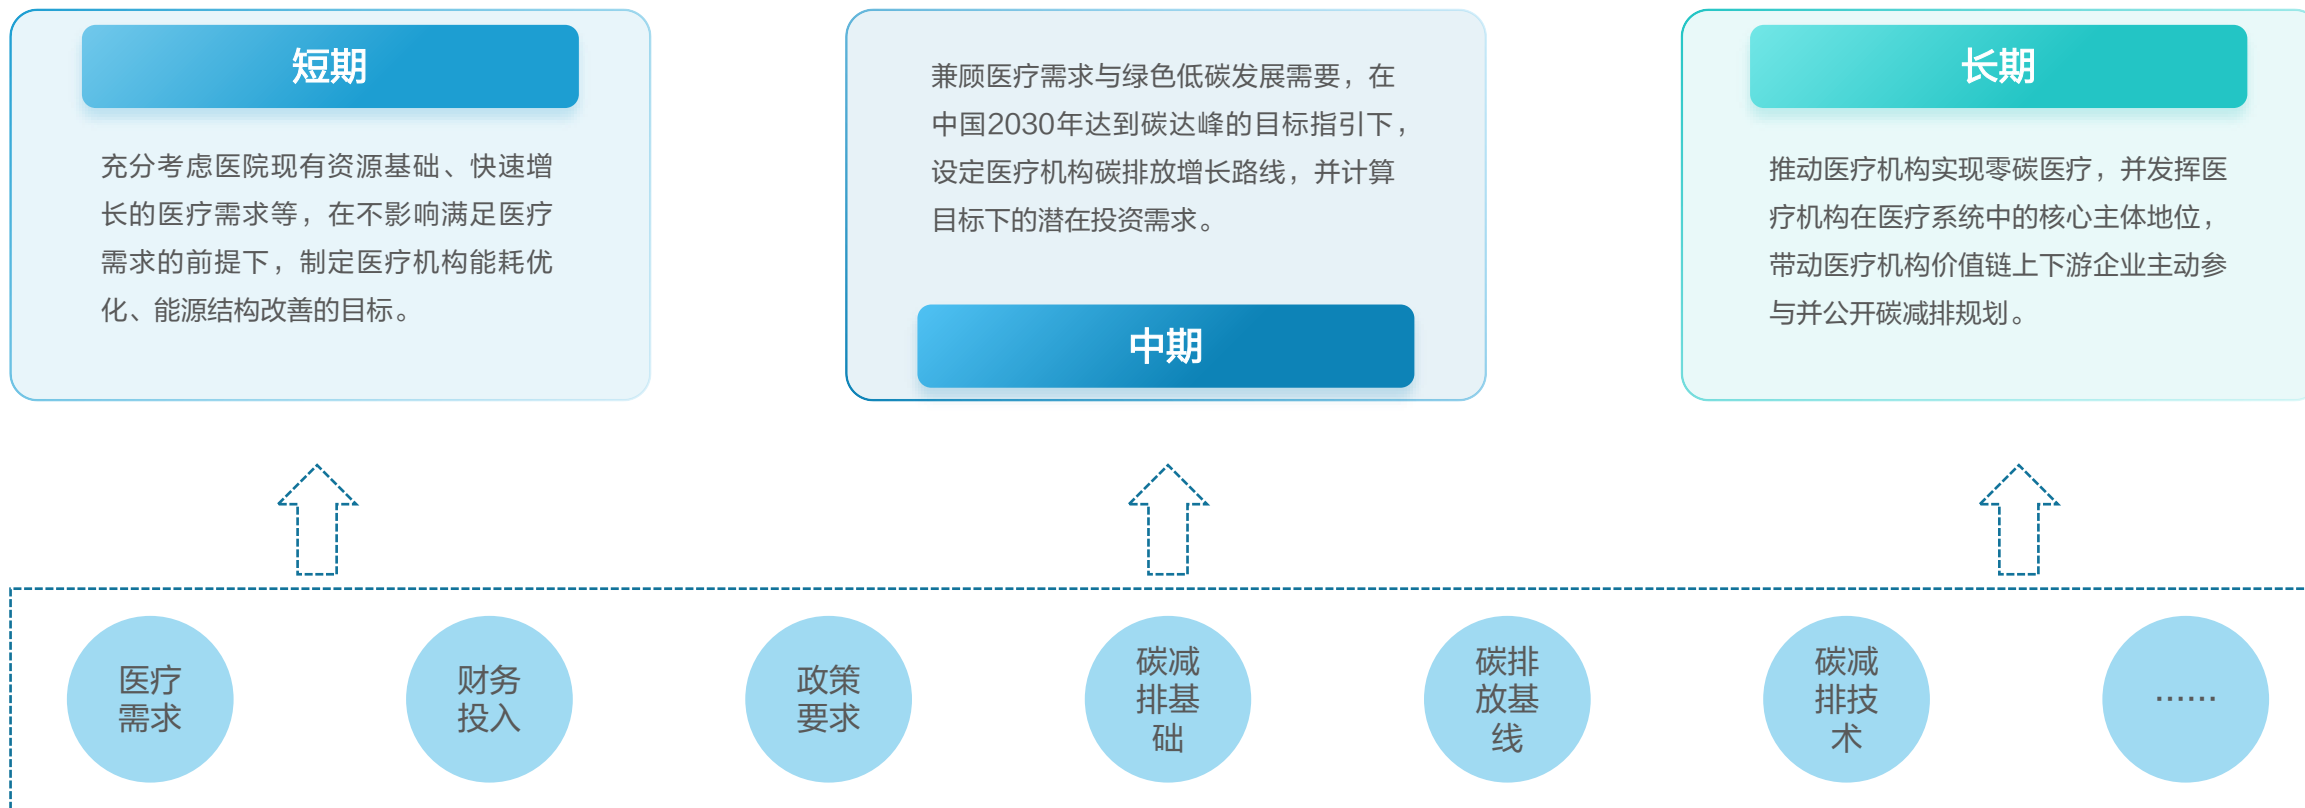 短期
充分考虑医院现有资源基础、快速增
长的医疗需求等，在不影响满足医疗
需求的前提下，制定医疗机构能耗优
化、能源结构改善的目标。
兼顾医疗需求与绿色低碳发展需要，在
中国2030年达到碳达峰的目标指引下，
设定医疗机构碳排放增长路线，并计算
目标下的潜在投资需求。
中期
长期
推动医疗机构实现零碳医疗，并发挥医
疗机构在医疗系统中的核心主体地位，
带动医疗机构价值链上下游企业主动参
与并公开碳减排规划。
医疗
需求
财务
投入
政策
要求
碳减
排基
础
碳排
放基
线
碳减
排技
术
……